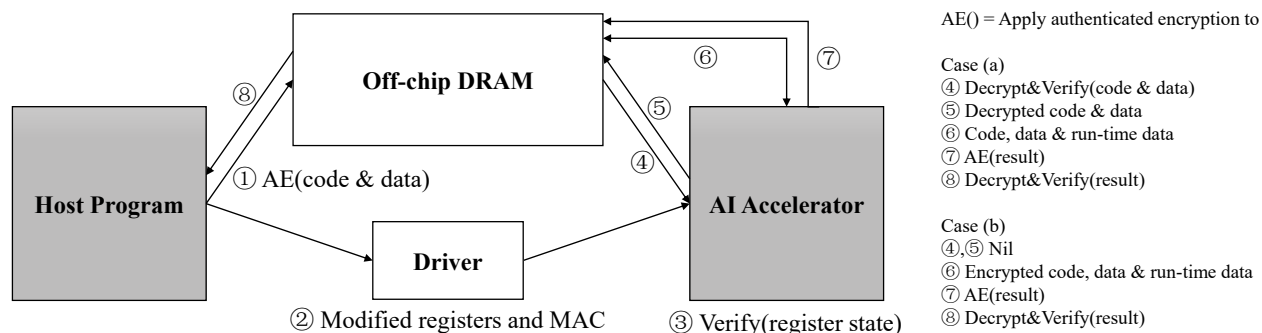 AE() = Apply authenticated encryption to
⑥
⑦
Off-chip DRAM
⑧
⑤
④
① AE(code & data)
Host Program
AI Accelerator
Driver
② Modified registers and MAC
③ Verify(register state)
Case (a)
④ Decrypt&Verify(code & data)
⑤ Decrypted code & data
⑥ Code, data & run-time data
⑦ AE(result)
⑧ Decrypt&Verify(result)
Case (b)
④,⑤ Nil
⑥ Encrypted code, data & run-time data
⑦ AE(result)
⑧ Decrypt&Verify(result)